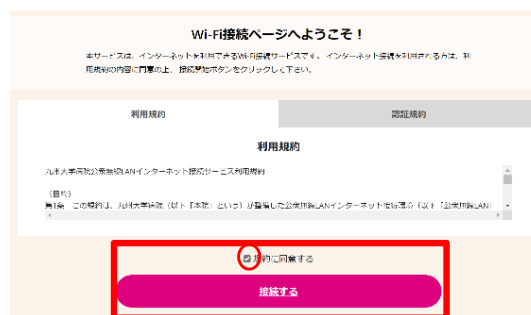 Wi-Fi接続ページへようこそ！
本サービスは、インターネットを利用できるWi-Fi接続サービスです。インターネット接続を利用される方は、利
用規約の内容に同意の上、接続開始ボタンをクリックして下さい。
利用規約
認証規約
利用規約
九州大学病院公衆無線LANインターネット接続サービス利用規約
（目的）
第1条 この規約は、九州大学病院（以下「本院」という）が整備した公衆無線LANインターネット接続環境（以下「公衆無線LAN」
規約に同意する
接続する